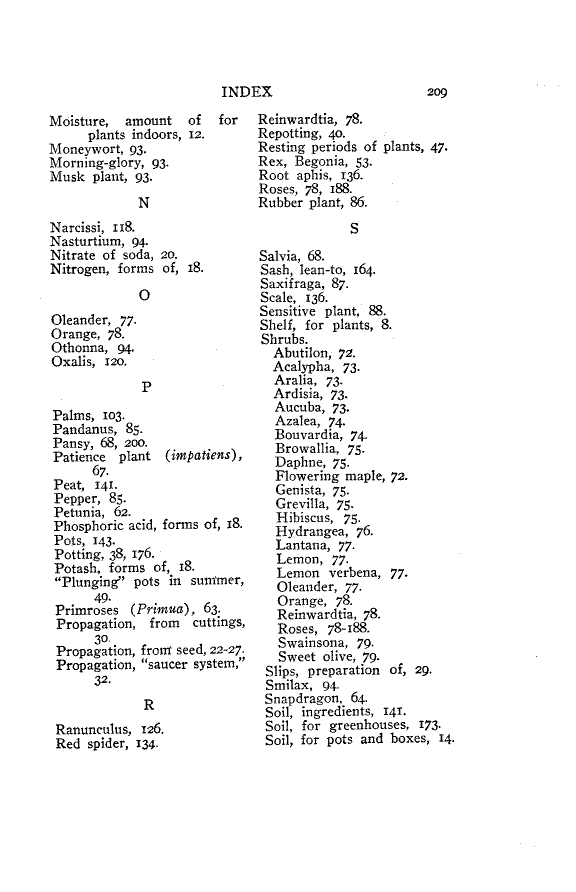 INDEX 209
Moisture, amount of for
plants indoors, 12.
Moneywort, 93.
Morning-glory, 93.
Musk plant, 93.
N
Narcissi, 118.
Nasturtium, 94.
Nitrate of soda, 20.
Nitrogen, forms of, 18.
O
Oleander, 77.
Orange, 78.
Othonna, 94.
Oxalis, 120.
P
Palms, 103.
Pandanus, 85.
Pansy, 68, 200.
Patience plant (impatiens),
67.
Peat, 141.
Pepper, 85.
Petunia, 62.
Phosphoric acid, forms of, 18.
Pots, 143.
Potting, 38, 176.
Potash, forms of, 18.
"Plunging" pots in summer,
49.
Primroses (Primua), 63.
Propagation, from cuttings,
30.
Propagation, from seed, 22-27.
Propagation, "saucer system,"
32.
R
Ranunculus, 126.
Red spider, 134.
Reinwardtia, 78.
Repotting, 40.
Resting periods of plants, 47.
Rex, Begonia, 53.
Root aphis, 136.
Roses, 78, 188.
Rubber plant, 86.
S
Salvia, 68.
Sash, lean-to, 164.
Saxifraga, 87.
Scale, 136.
Sensitive plant, 88.
Shelf, for plants, 8.
Shrubs.
Abutilon, 72.
Acalypha, 73.
Aralia, 73.
Ardisia, 73.
Aucuba, 73.
Azalea, 74.
Bouvardia, 74.
Browallia, 75.
Daphne, 75.
Flowering maple, 72.
Genista, 75.
Grevilla, 75.
Hibiscus, 75.
Hydrangea, 76.
Lantana, 77.
Lemon, 77.
Lemon verbena, 77.
Oleander, 77.
Orange, 78.
Reinwardtia, 78.
Roses, 78-188.
Swainsona, 79.
Sweet olive, 79.
Slips, preparation of, 29.
Smilax, 94.
Snapdragon, 64.
Soil, ingredients, 141.
Soil, for greenhouses, 173.
Soil, for pots and boxes, 14.